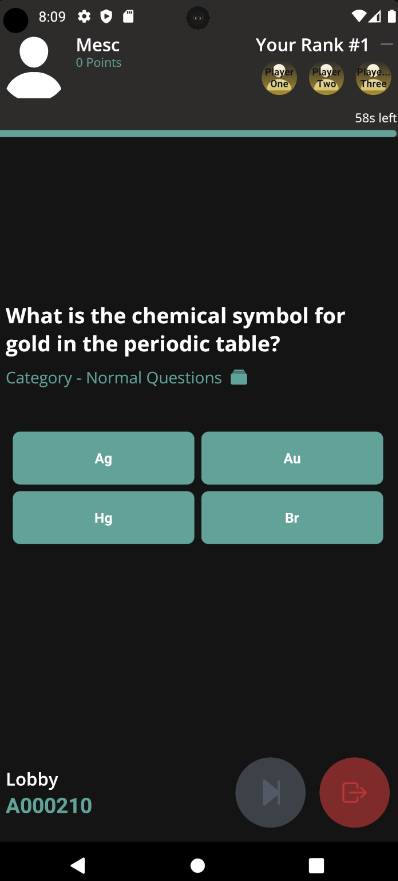 8:09
Mesc
0 Points
Your Rank #1
Player One
Player Two
Playe... Three
58s left
What is the chemical symbol for
gold in the periodic table?
Category - Normal Questions
Ag
Au
Hg
Br
Lobby
A000210